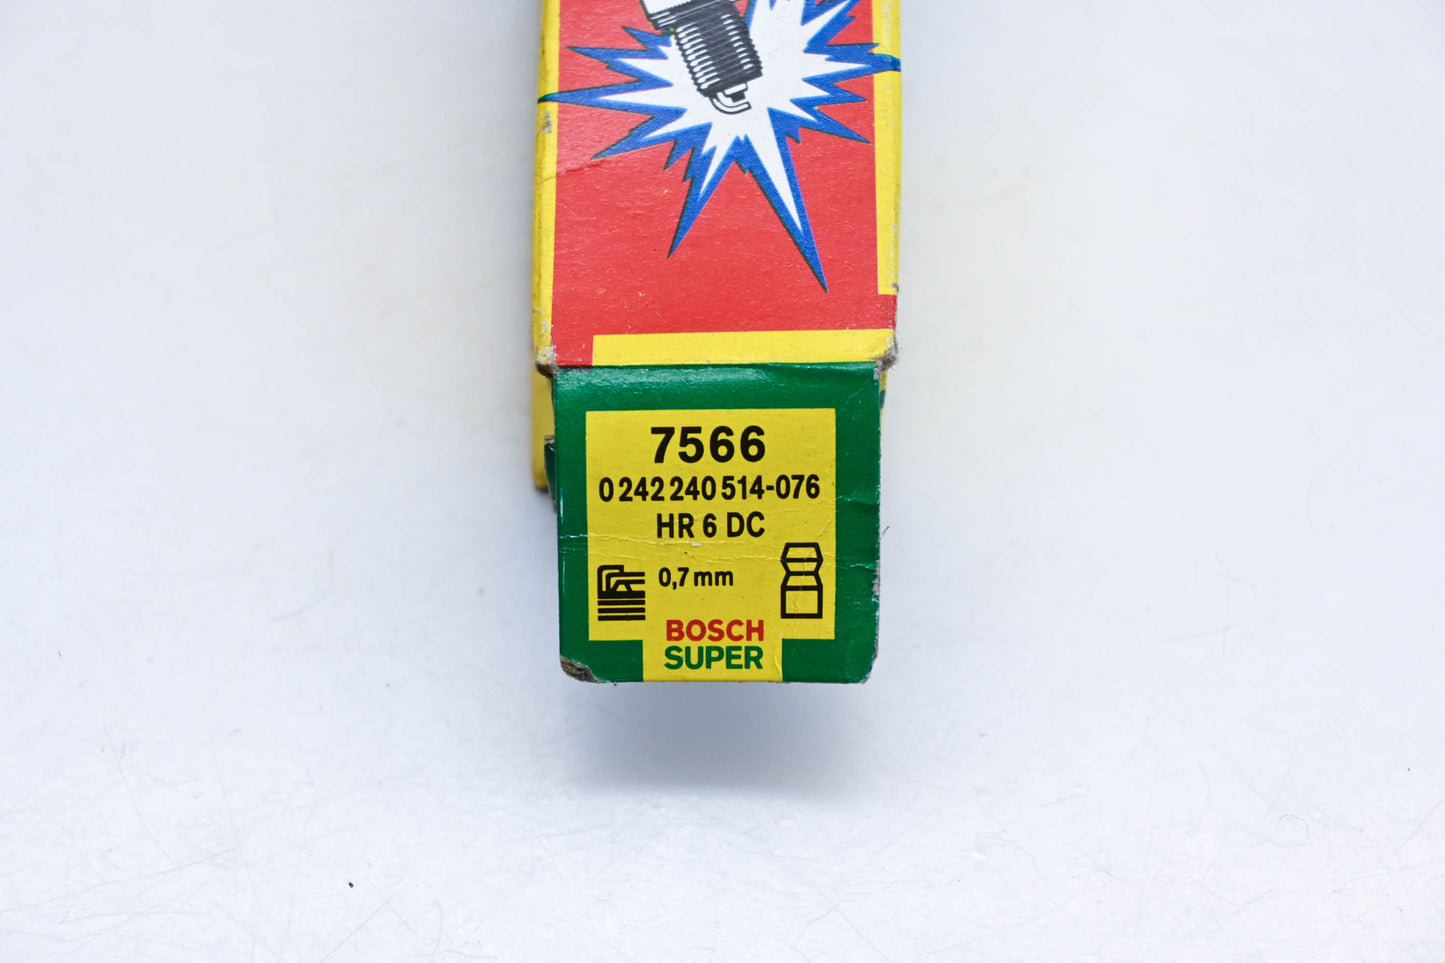 7566
0 242 240 514-076
HR 6 DC
0,7 mm
BOSCH
SUPER